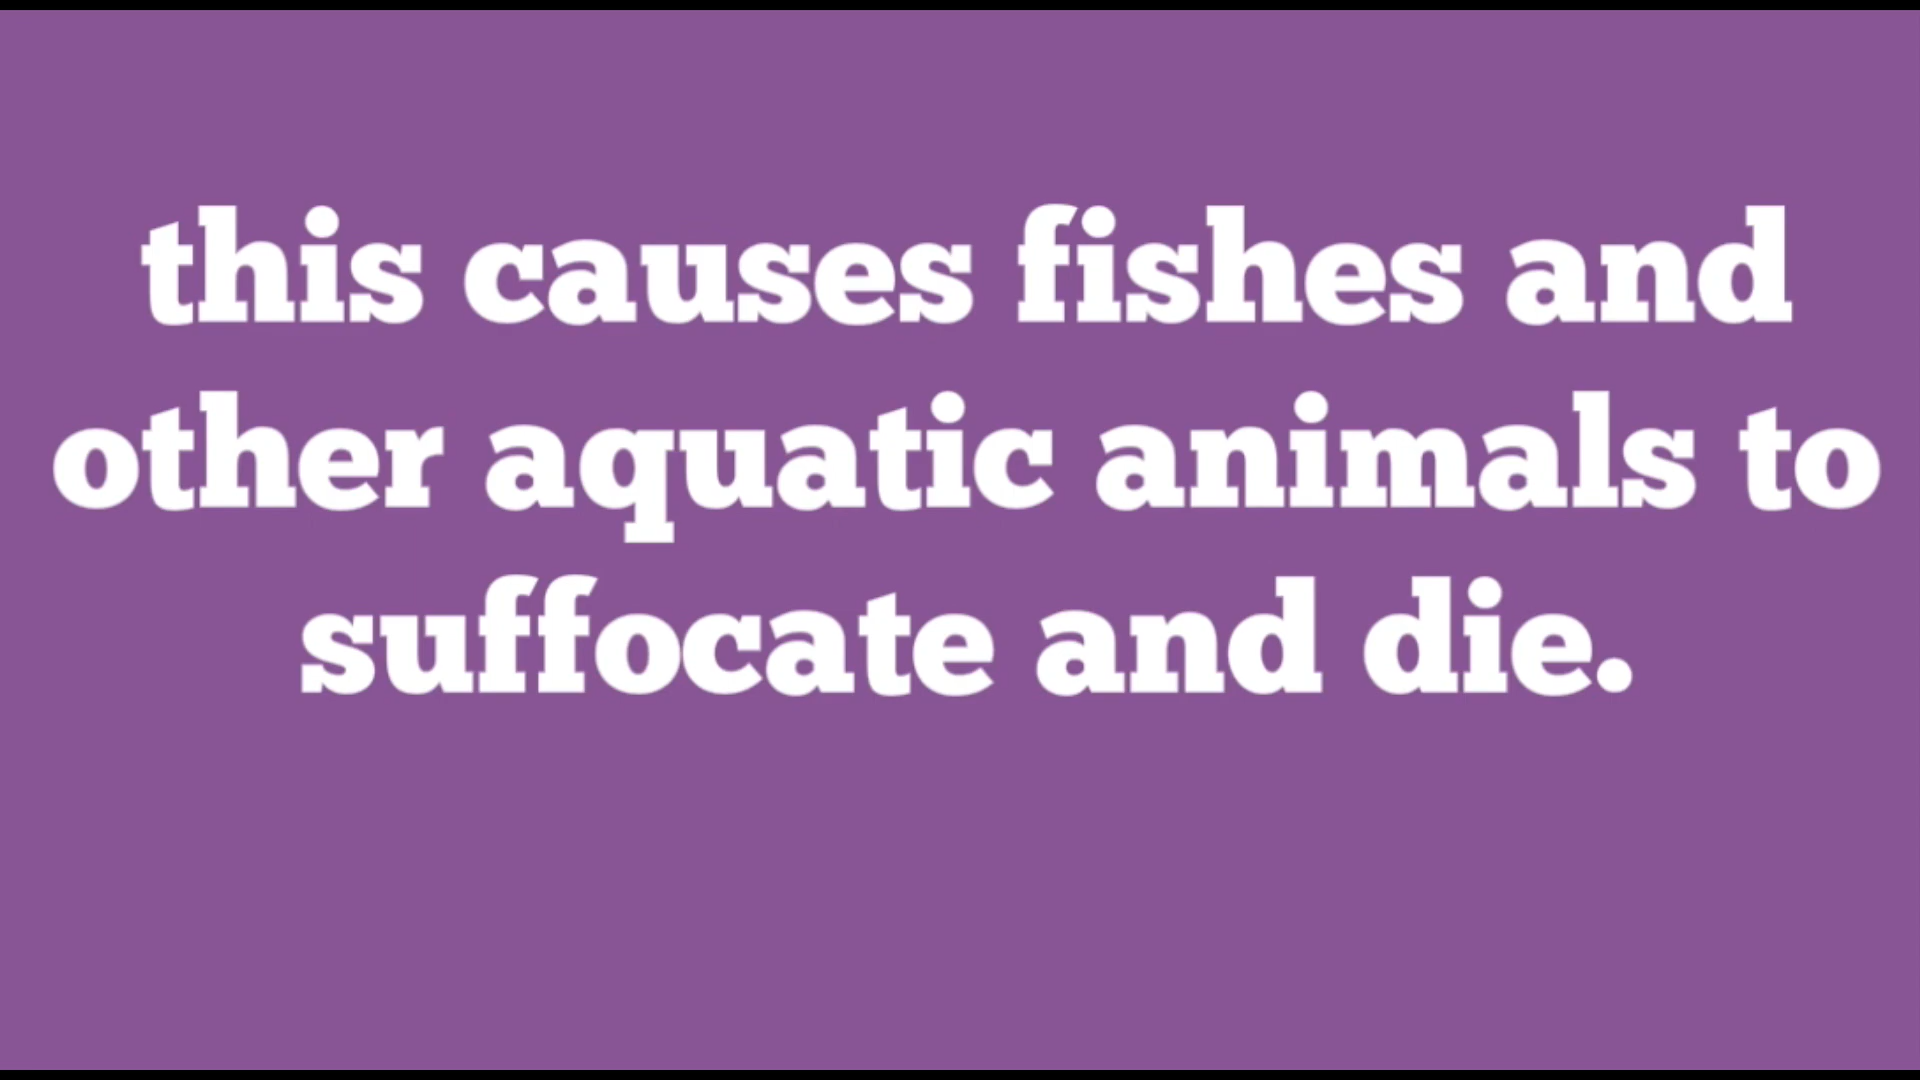 this causes fishes and
other aquatic animals to
suffocate and die.